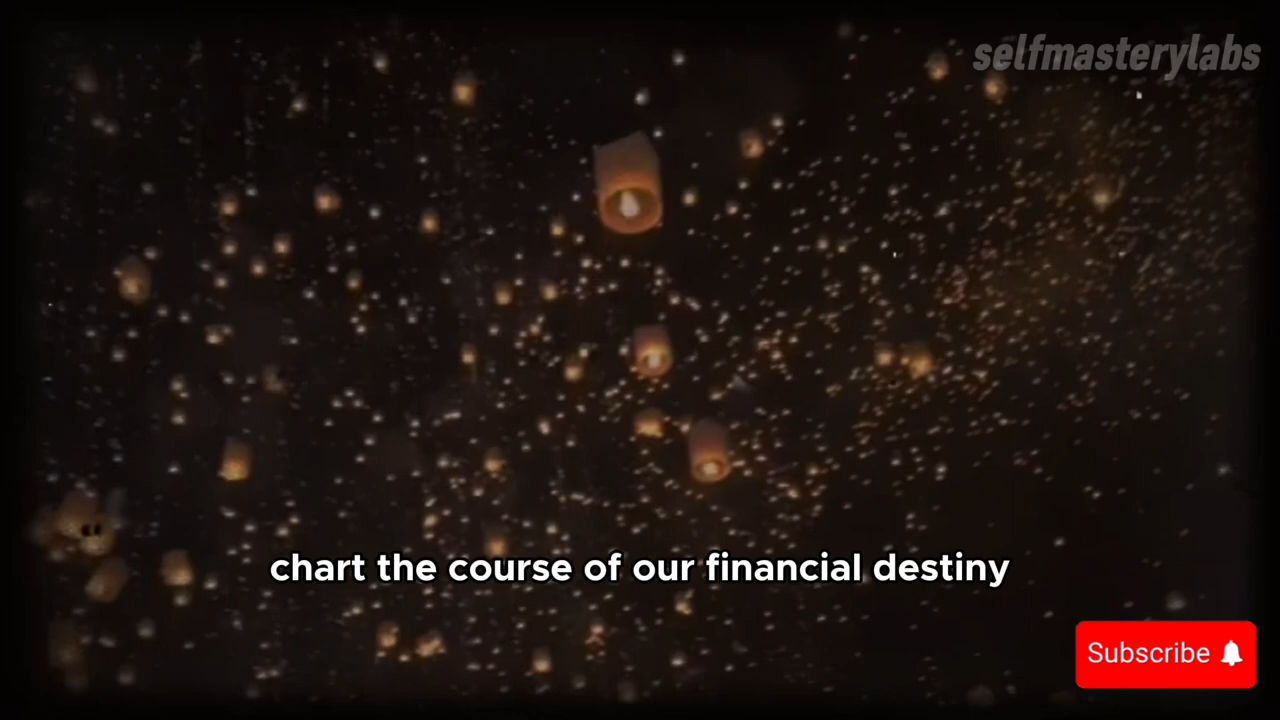 selfmasterylabs
chart the course of our financial destiny
Subscribe